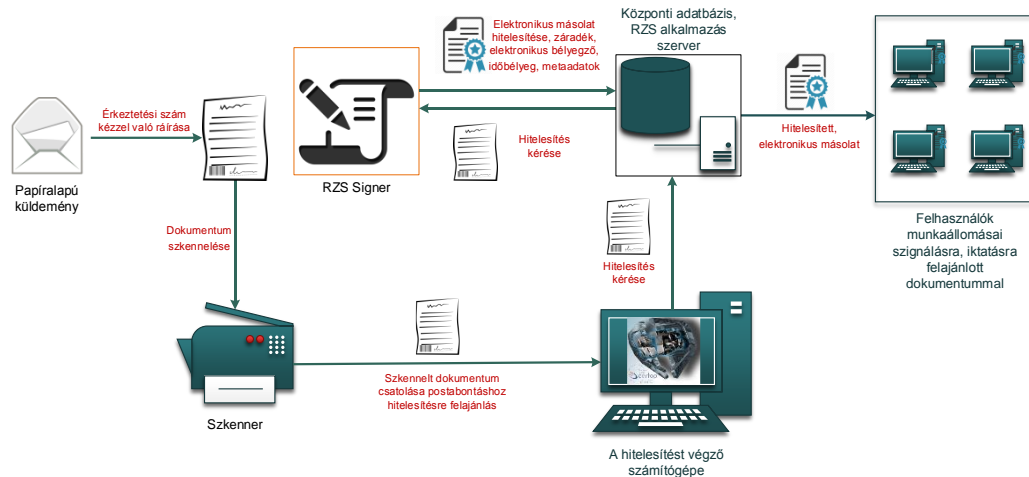 Elektronikus másolat
hitelesítése, záradék,
elektronikus bélyegző,
időbélyeg, metaadatok
Központi adatbázis,
RZS alkalmazás
szerver
Érkeztetési szám
kézzel való ráírása
Papíralapú
küldemény
RZS Signer
Hitelesítés
kérése
Hitelesített,
elektronikus másolat
Felhasználók
munkaállomásai
szignálásra, iktatásra
felajánlott
dokumentummal
Dokumentum
szkennelése
Hitelesítés
kérése
Szkennelt dokumentum
csatolása postabontáshoz
hitelesítésre felajánlás
Szkenner
A hitelesítést végző
számítógépe